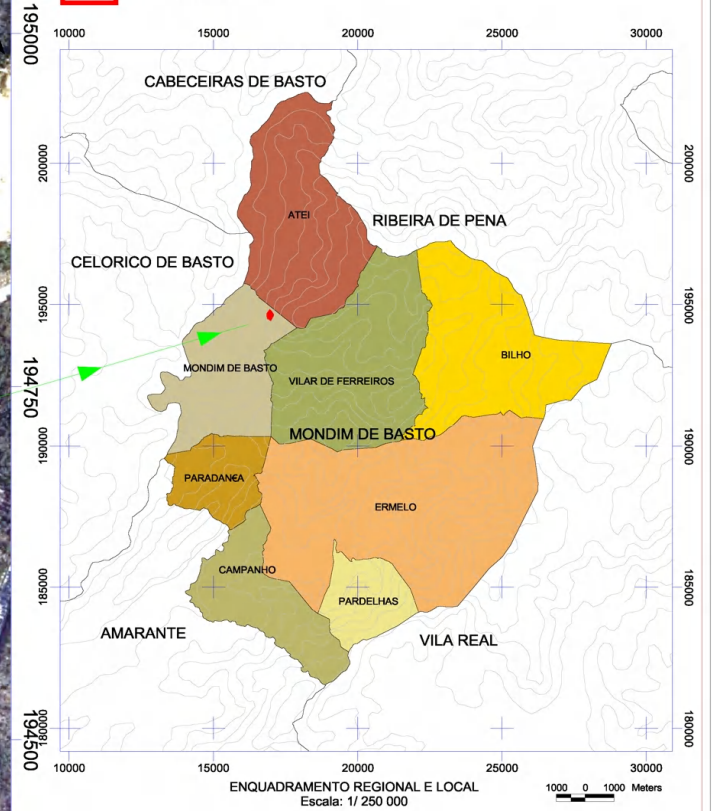 1950000
10000 15000 20000 25000 30000
CABECEIRAS DE BASTO
200000 200000
ATEI
RIBEIRA DE PENA
CELORICO DE BASTO
195000 195000
BILHO
MONDIM DE BASTO
VILAR DE FERREIROS
194750
MONDIM DE BASTO
190000 190000
PARADAN€A
ERMELO
CAMPANHO
185000 185000
PARDELHAS
AMARANTE
VILA REAL
180000 180000
194500
10000 15000 20000 25000 30000
ENQUADRAMENTO REGIONAL E LOCAL
Escala: 1/ 250 000
1000 0 1000 Meters